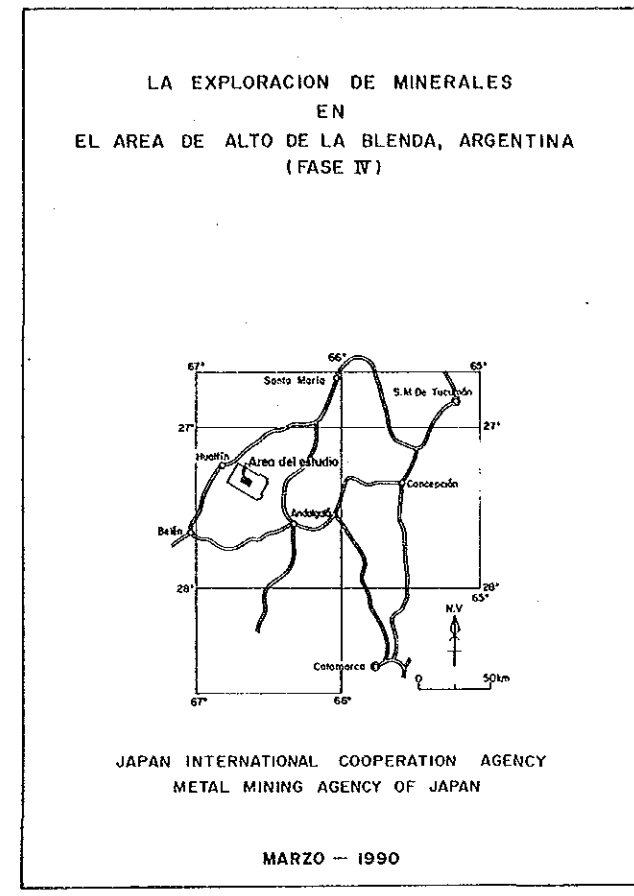 LA EXPLORACION DE MINERALES
EN
EL AREA DE ALTO DE LA BLENDA, ARGENTINA
(FASE IV)
67°
66°
65°
Santa María
S.M. De Tucumán
27°
27°
Hualfín
Area del estudio
Concepción
Andalgalá
Belén
28°
28°
65°
N.V
Catamarca
0 50km
67°
66°
JAPAN INTERNATIONAL COOPERATION AGENCY
METAL MINING AGENCY OF JAPAN
MARZO — 1990